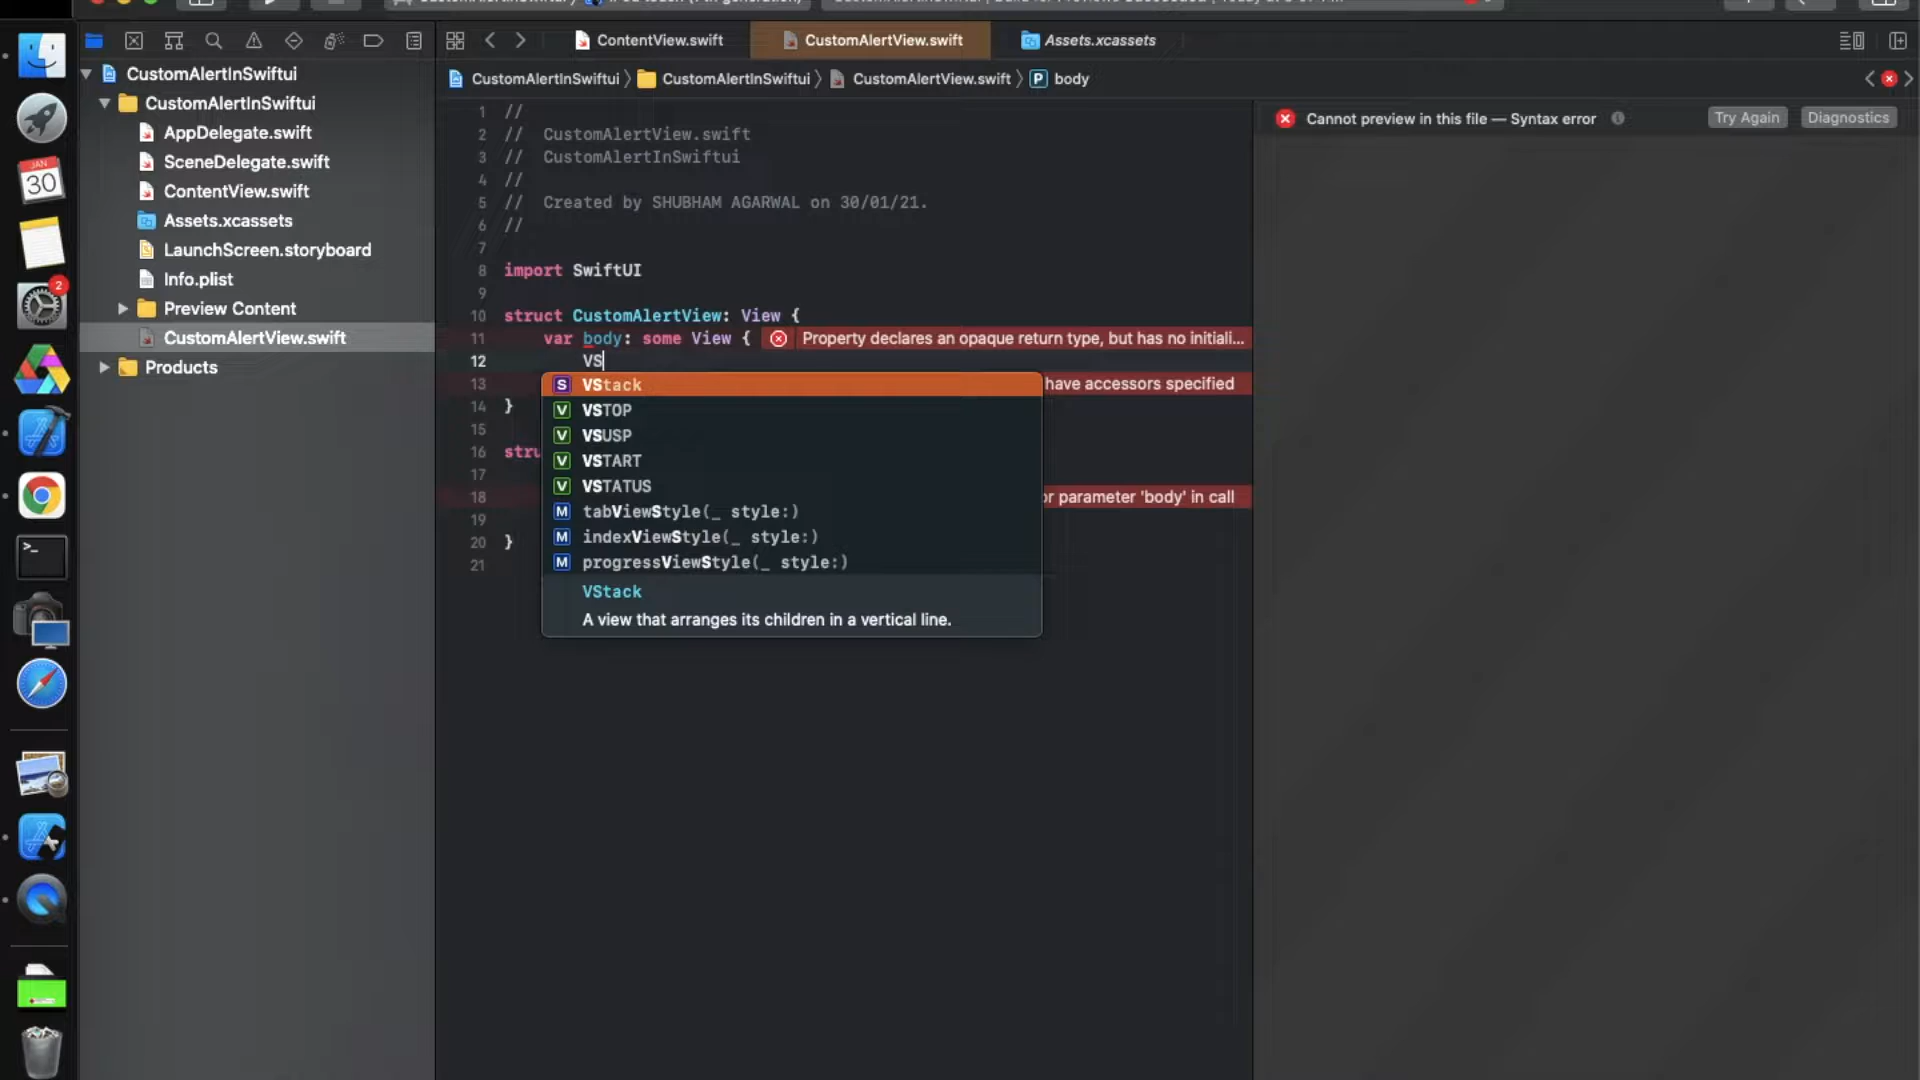 ContentView.swift
CustomAlertView.swift
Assets.xcassets
CustomAlertInSwiftui
CustomAlertInSwiftui
CustomAlertView.swift
body
CustomAlertInSwiftui
CustomAlertInSwiftui
AppDelegate.swift
SceneDelegate.swift
ContentView.swift
Assets.xcassets
LaunchScreen.storyboard
Info.plist
Preview Content
CustomAlertView.swift
Products
JAN
30
2
1 //
2 // CustomAlertView.swift
3 // CustomAlertInSwiftui
4 //
5 // Created by SHUBHAM AGARWAL on 30/01/21.
6 //
7
8 import SwiftUI
9
10 struct CustomAlertView: View {
11 var body: some View { Property declares an opaque return type, but has no initiali...
12 VS
13 have accessors specified
14 }
15
16 stru
17
18 or parameter 'body' in call
19
20 }
21
S VStack
V VSTOP
V VSUSP
V VSTART
V VSTATUS
M tabViewStyle(_ style:)
M indexViewStyle(_ style:)
M progressViewStyle(_ style:)
VStack
A view that arranges its children in a vertical line.
Cannot preview in this file — Syntax error
Try Again
Diagnostics